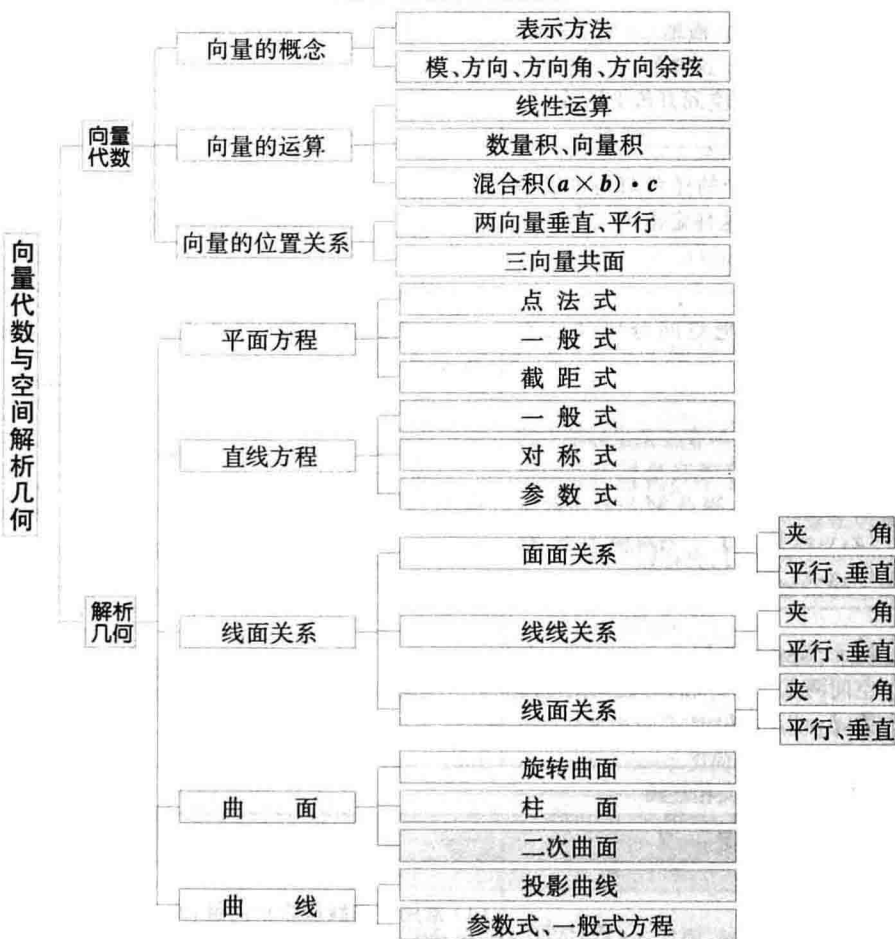 向量代数与空间解析几何
向量
代数
向量的概念
表示方法
模、方向、方向角、方向余弦
向量的运算
线性运算
数量积、向量积
混合积(a×b)·c
向量的位置关系
两向量垂直、平行
三向量共面
解析
几何
平面方程
点法式
一般式
截距式
直线方程
一般式
对称式
参数式
线面关系
面面关系
夹 角
平行、垂直
线线关系
夹 角
平行、垂直
线面关系
夹 角
平行、垂直
曲 面
旋转曲面
柱 面
二次曲面
曲 线
投影曲线
参数式、一般式方程